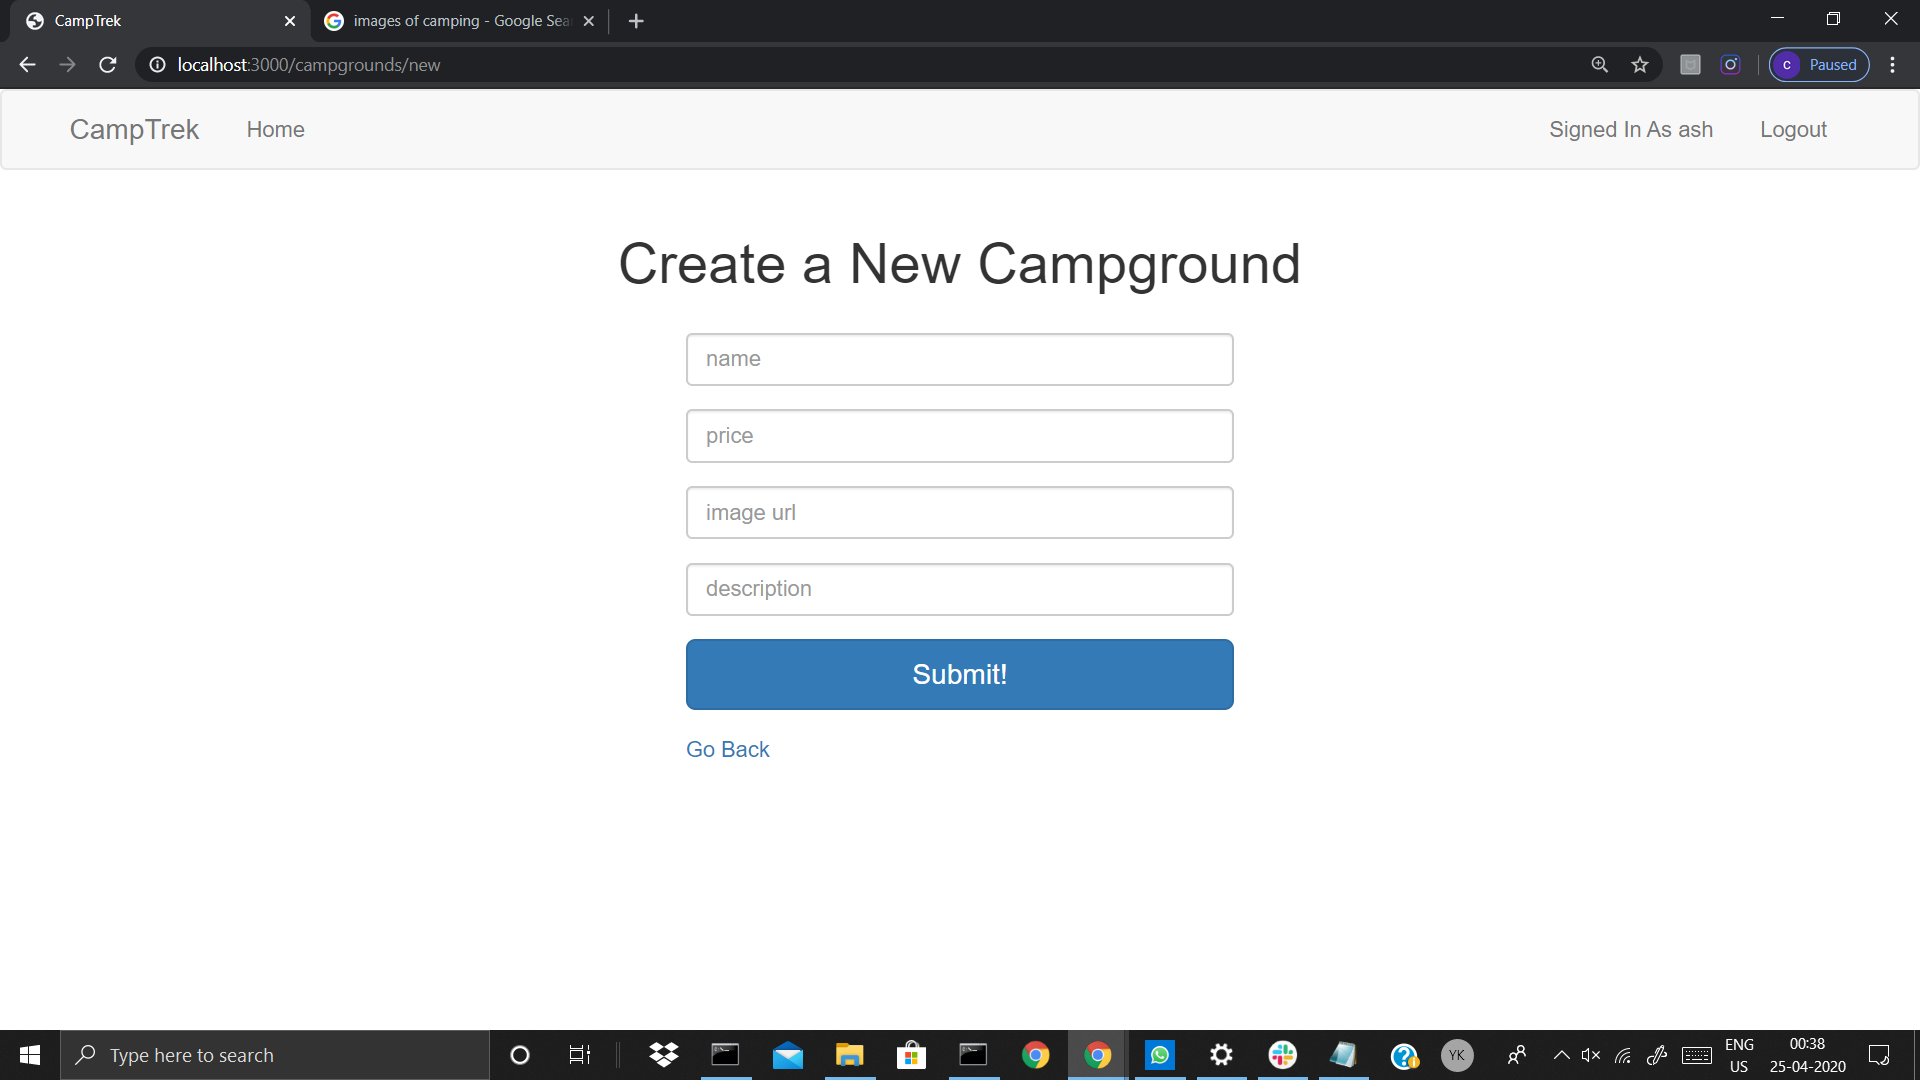 CampTrek
images of camping - Google Sea
localhost:3000/campgrounds/new
c Paused
CampTrek Home Signed In As ash Logout
Create a New Campground
name
price
image url
description
Submit!
Go Back
Type here to search
YK
ENG
US
00:38
25-04-2020